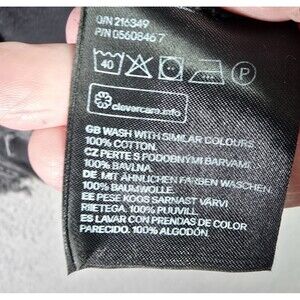 O/N 216349
P/N 0560846 7
40 P
clevercare.info
GB WASH WITH SIMILAR COLOURS.
100% COTTON.
CZ PERTE S PODOBNÝMI BARVAMI.
100% BAVLNA.
DE MIT ÄHNLICHEN FARBEN WASCHEN.
100% BAUMWOLLE.
EE PESE KOOS SARNAST VÄRVI
RIIETEGA. 100% PUUVILL.
ES LAVAR CON PRENDAS DE COLOR
PARECIDO. 100% ALGODÓN.